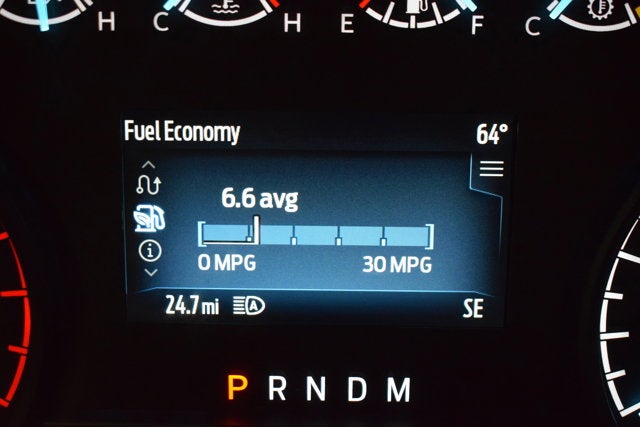 H C H E F C
Fuel Economy 64°
6.6 avg
0 MPG 30 MPG
24.7 mi A SE
P R N D M